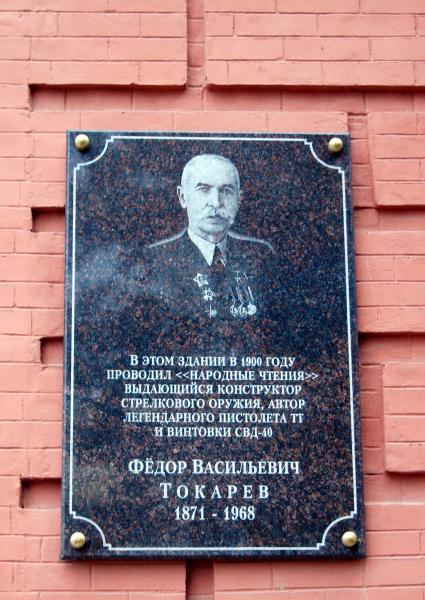 В ЭТОМ ЗДАНИИ В 1900 ГОДУ
ПРОВОДИЛ <<НАРОДНЫЕ ЧТЕНИЯ>>
ВЫДАЮЩИЙСЯ КОНСТРУКТОР
СТРЕЛКОВОГО ОРУЖИЯ, АВТОР
ЛЕГЕНДАРНОГО ПИСТОЛЕТА ТТ
И ВИНТОВКИ СВД-40
ФЁДОР ВАСИЛЬЕВИЧ
ТОКАРЕВ
1871 - 1968